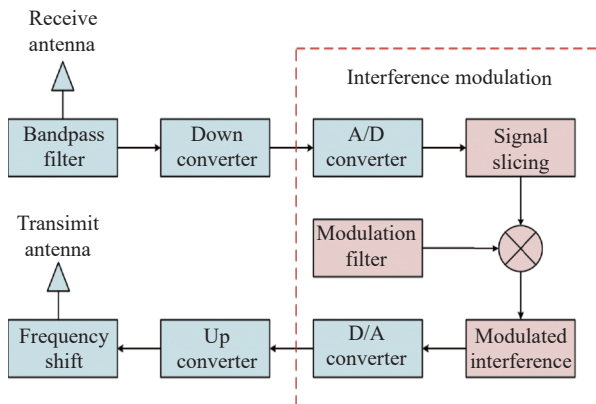 Receive
antenna
Interference modulation
Bandpass
filter
Down
converter
A/D
converter
Signal
slicing
Transimit
antenna
Modulation
filter
Frequency
shift
Up
converter
D/A
converter
Modulated
interference